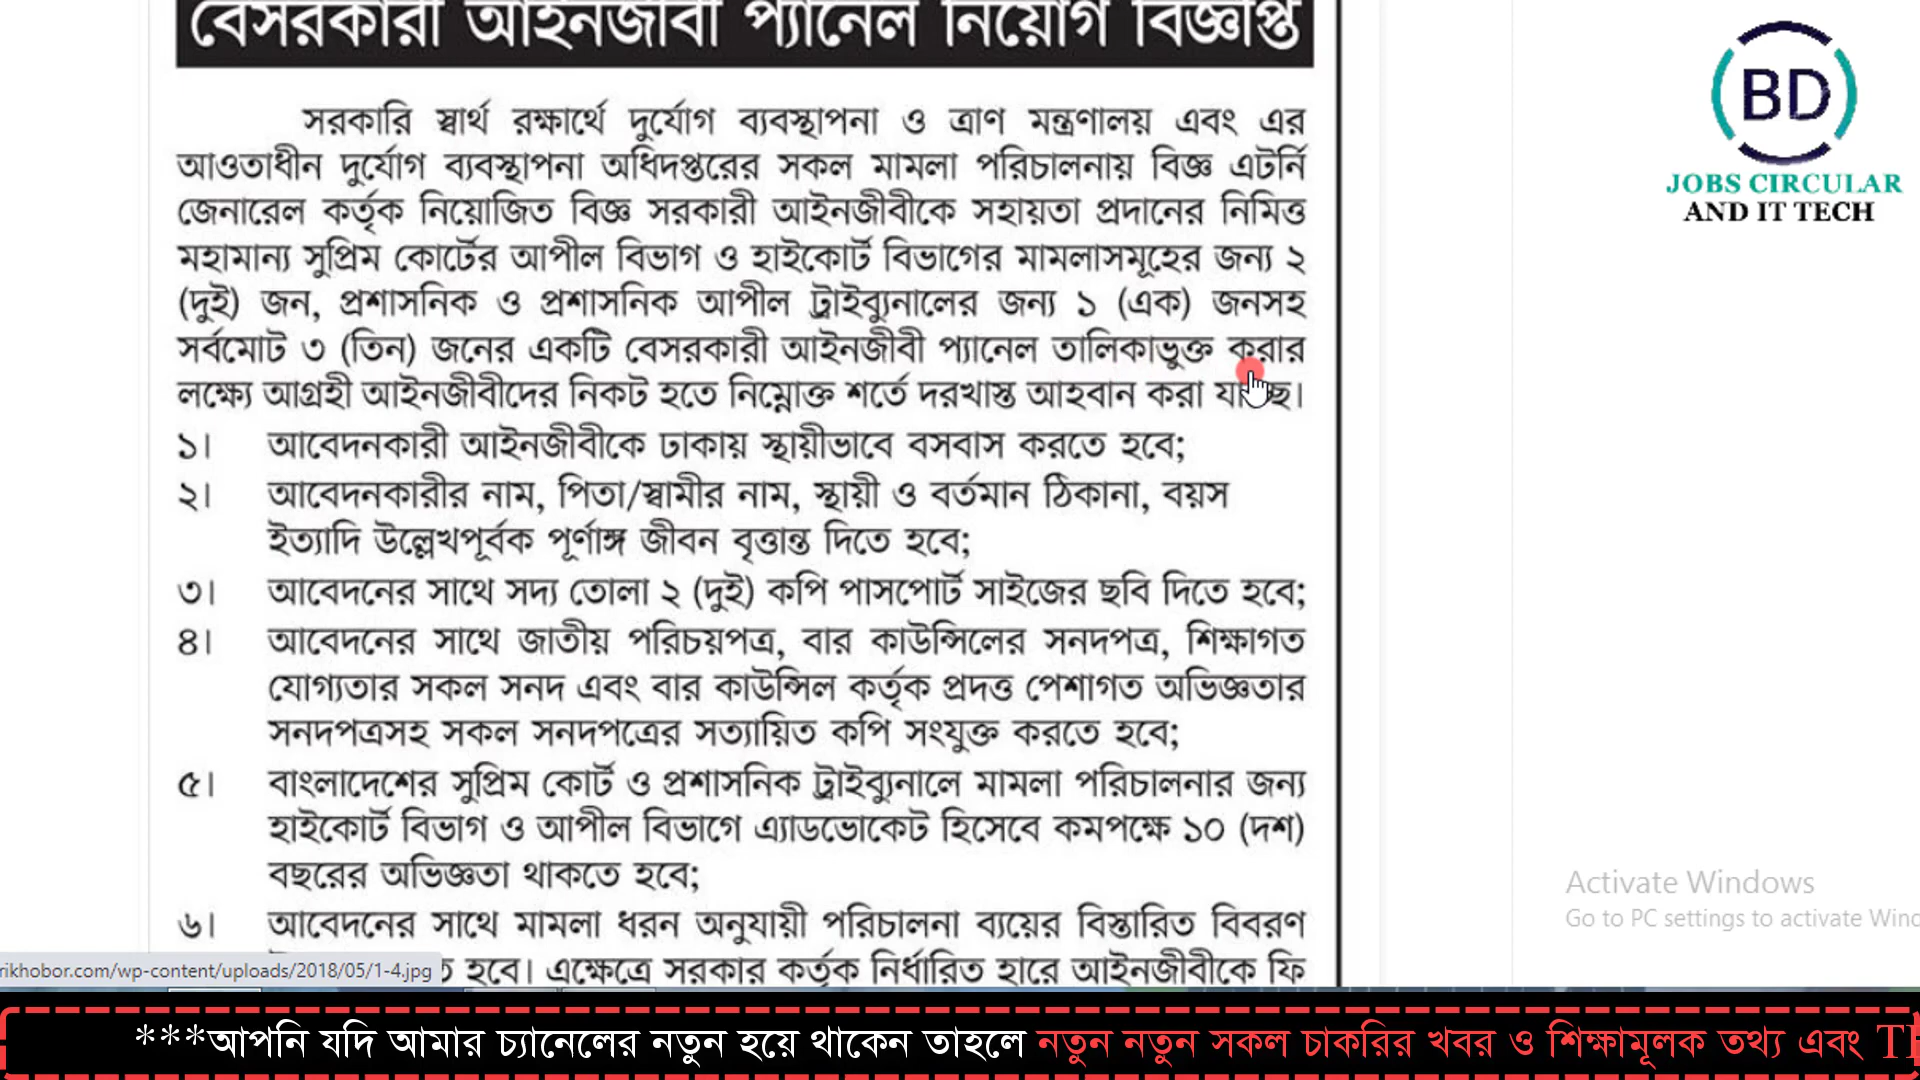 বেসরকারী আইনজীবী প্যানেল নিয়োগ বিজ্ঞপ্তি
সরকারি স্বার্থ রক্ষার্থে দুর্যোগ ব্যবস্থাপনা ও ত্রাণ মন্ত্রণালয় এবং এর
আওতাধীন দুর্যোগ ব্যবস্থাপনা অধিদপ্তরের সকল মামলা পরিচালনায় বিজ্ঞ এটর্নি
জেনারেল কর্তৃক নিয়োজিত বিজ্ঞ সরকারী আইনজীবীকে সহায়তা প্রদানের নিমিত্ত
মহামান্য সুপ্রিম কোর্টের আপীল বিভাগ ও হাইকোর্ট বিভাগের মামলাসমূহের জন্য ২
(দুই) জন, প্রশাসনিক ও প্রশাসনিক আপীল ট্রাইব্যুনালের জন্য ১ (এক) জনসহ
সর্বমোট ৩ (তিন) জনের একটি বেসরকারী আইনজীবী প্যানেল তালিকাভুক্ত করার
লক্ষ্যে আগ্রহী আইনজীবীদের নিকট হতে নিম্নোক্ত শর্তে দরখাস্ত আহবান করা যাচ্ছে।
১। আবেদনকারী আইনজীবীকে ঢাকায় স্থায়ীভাবে বসবাস করতে হবে;
২। আবেদনকারীর নাম, পিতা/স্বামীর নাম, স্থায়ী ও বর্তমান ঠিকানা, বয়স
ইত্যাদি উল্লেখপূর্বক পূর্ণাঙ্গ জীবন বৃত্তান্ত দিতে হবে;
৩। আবেদনের সাথে সদ্য তোলা ২ (দুই) কপি পাসপোর্ট সাইজের ছবি দিতে হবে;
৪। আবেদনের সাথে জাতীয় পরিচয়পত্র, বার কাউন্সিলের সনদপত্র, শিক্ষাগত
যোগ্যতার সকল সনদ এবং বার কাউন্সিল কর্তৃক প্রদত্ত পেশাগত অভিজ্ঞতার
সনদপত্রসহ সকল সনদপত্রের সত্যায়িত কপি সংযুক্ত করতে হবে;
৫। বাংলাদেশের সুপ্রিম কোর্ট ও প্রশাসনিক ট্রাইব্যুনালে মামলা পরিচালনার জন্য
হাইকোর্ট বিভাগ ও আপীল বিভাগে এ্যাডভোকেট হিসেবে কমপক্ষে ১০ (দশ)
বছরের অভিজ্ঞতা থাকতে হবে;
৬। আবেদনের সাথে মামলা ধরন অনুযায়ী পরিচালনা ব্যয়ের বিস্তারিত বিবরণ
হবে। এক্ষেত্রে সরকার কর্তৃক নির্ধারিত হারে আইনজীবীকে ফি
rikhobor.com/wp-content/uploads/2018/05/1-4.jpg
BD
JOBS CIRCULAR
AND IT TECH
Activate Windows
Go to PC settings to activate Wind
***আপনি যদি আমার চ্যানেলের নতুন হয়ে থাকেন তাহলে নতুন নতুন সকল চাকরির খবর ও শিক্ষামূলক তথ্য এবং